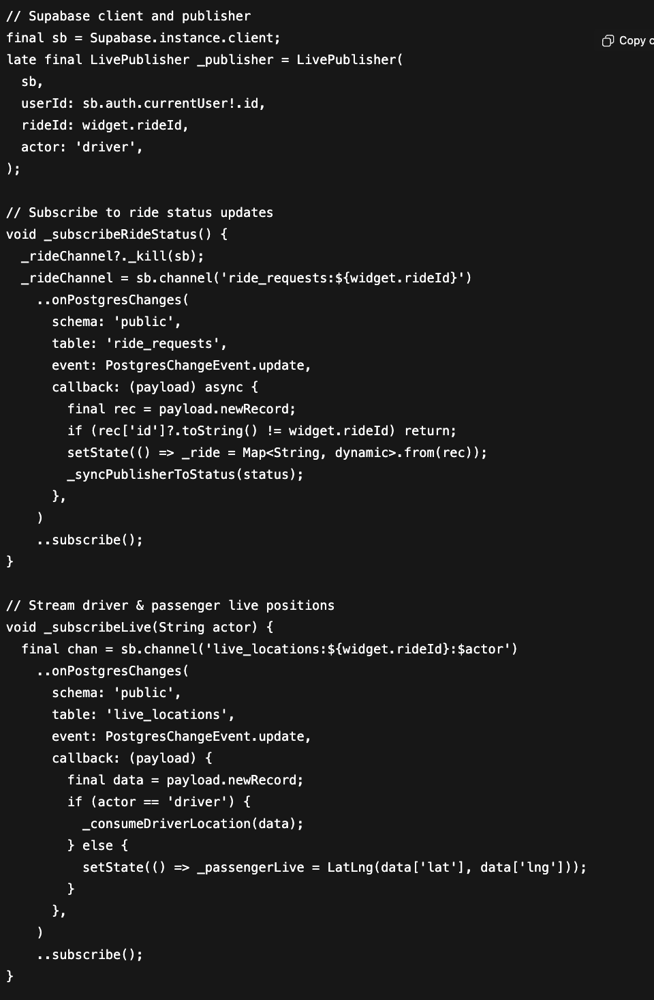 // Supabase client and publisher
final sb = Supabase.instance.client;
Copy c
late final LivePublisher _publisher = LivePublisher(
  sb,
  userId: sb.auth.currentUser!.id,
  rideId: widget.rideId,
  actor: 'driver',
);

// Subscribe to ride status updates
void _subscribeRideStatus() {
  _rideChannel?._kill(sb);
  _rideChannel = sb.channel('ride_requests:${widget.rideId}')
    ..onPostgresChanges(
      schema: 'public',
      table: 'ride_requests',
      event: PostgresChangeEvent.update,
      callback: (payload) async {
        final rec = payload.newRecord;
        if (rec['id']?.toString() != widget.rideId) return;
        setState(() => _ride = Map<String, dynamic>.from(rec));
        _syncPublisherToStatus(status);
      },
    )
    ..subscribe();
}

// Stream driver & passenger live positions
void _subscribeLive(String actor) {
  final chan = sb.channel('live_locations:${widget.rideId}:$actor')
    ..onPostgresChanges(
      schema: 'public',
      table: 'live_locations',
      event: PostgresChangeEvent.update,
      callback: (payload) {
        final data = payload.newRecord;
        if (actor == 'driver') {
          _consumeDriverLocation(data);
        } else {
          setState(() => _passengerLive = LatLng(data['lat'], data['lng']));
        }
      },
    )
    ..subscribe();
}